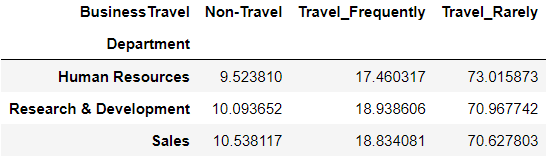 BusinessTravel Non-Travel Travel_Frequently Travel_Rarely
Department
Human Resources 9.523810 17.460317 73.015873
Research & Development 10.093652 18.938606 70.967742
Sales 10.538117 18.834081 70.627803